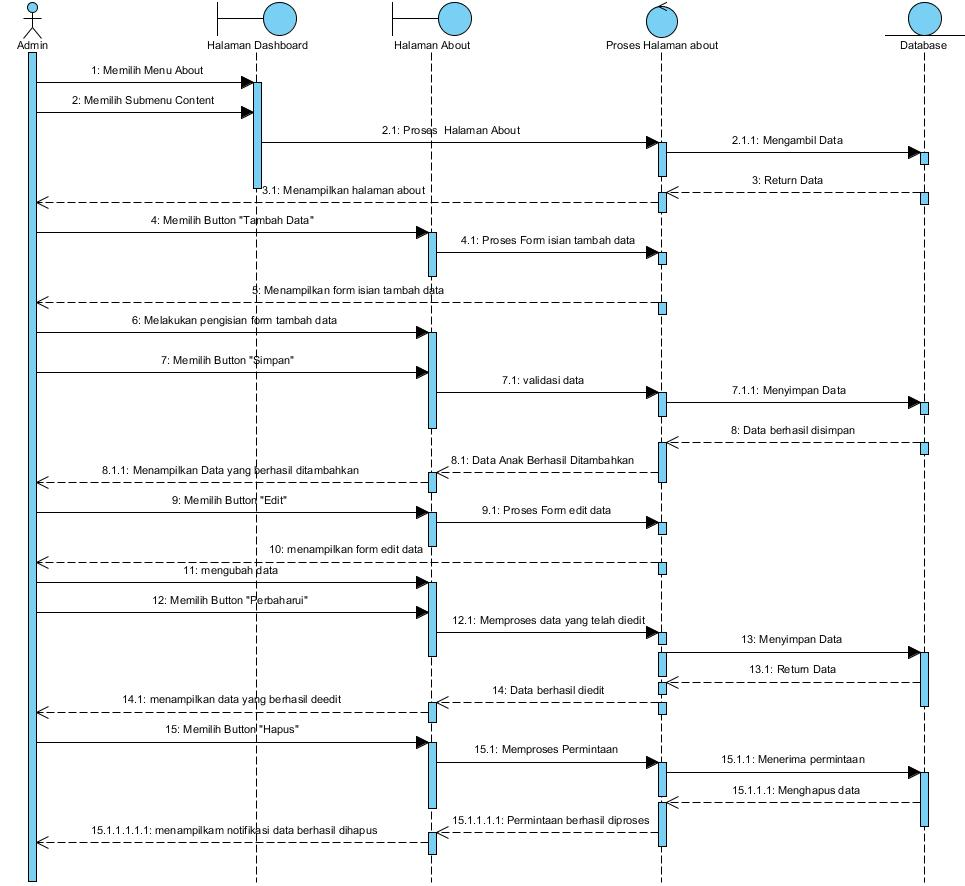 Admin
Halaman Dashboard
Halaman About
Proses Halaman about
Database
1: Memilih Menu About
2: Memilih Submenu Content
2.1: Proses Halaman About
2.1.1: Mengambil Data
3: Return Data
3.1: Menampilkan halaman about
4: Memilih Button "Tambah Data"
4.1: Proses Form isian tambah data
5: Menampilkan form isian tambah data
6: Melakukan pengisian form tambah data
7: Memilih Button "Simpan"
7.1: validasi data
7.1.1: Menyimpan Data
8: Data berhasil disimpan
8.1: Data Anak Berhasil Ditambahkan
8.1.1: Menampilkan Data yang berhasil ditambahkan
9: Memilih Button "Edit"
9.1: Proses Form edit data
10: menampilkan form edit data
11: mengubah data
12: Memilih Button "Perbaharui"
12.1: Memproses data yang telah diedit
13: Menyimpan Data
13.1: Return Data
14: Data berhasil diedit
14.1: menampilkan data yang berhasil deedit
15: Memilih Button "Hapus"
15.1: Memproses Permintaan
15.1.1: Menerima permintaan
15.1.1.1: Menghapus data
15.1.1.1.1: Permintaan berhasil diproses
15.1.1.1.1.1: menampilkam notifikasi data berhasil dihapus